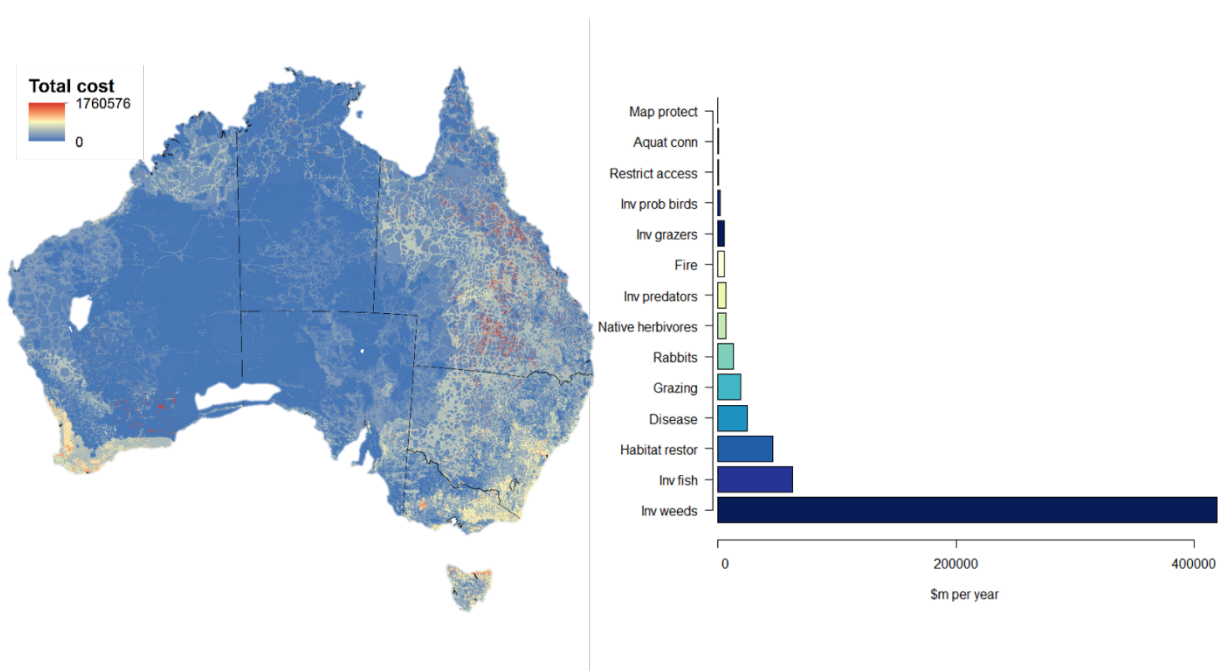 Total cost
1760576
0
Map protect
Aquat conn
Restrict access
Inv prob birds
Inv grazers
Fire
Inv predators
Native herbivores
Rabbits
Grazing
Disease
Habitat restor
Inv fish
Inv weeds
0 200000 400000
$m per year